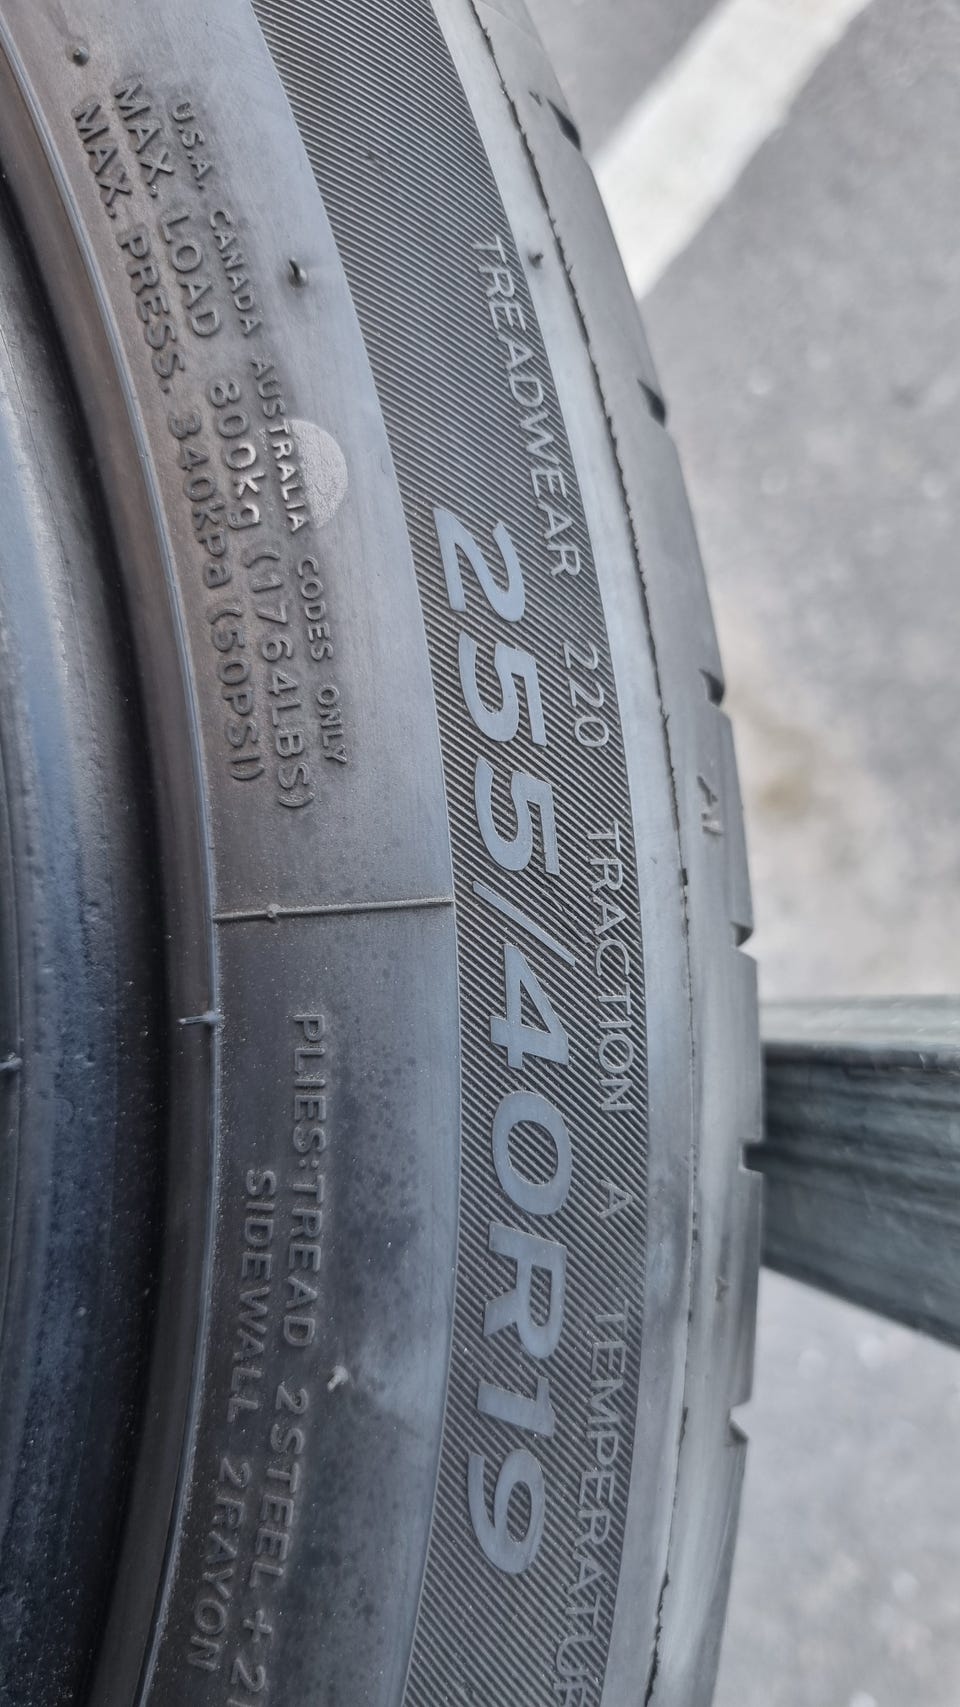 TREADWEAR 220 TRACTION A TEMPERATURE
255/40R19
U.S.A. CANADA AUSTRALIA CODES ONLY
MAX. LOAD 800kg (1764LBS)
MAX. PRESS. 340kPa (50PSI)
PLIES: TREAD 2STEEL + 2
SIDEWALL 2RAYON